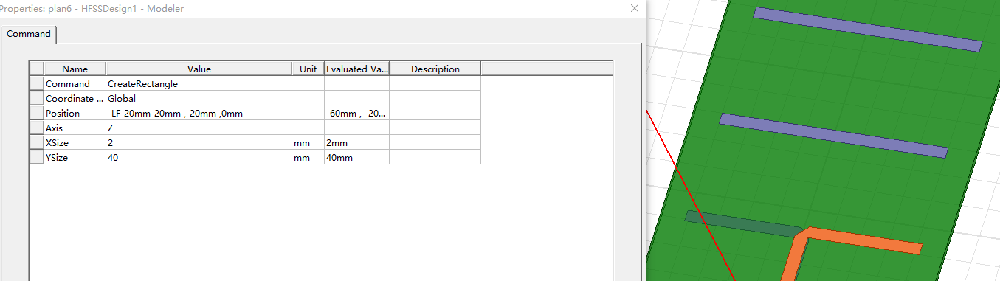 Properties: plan6 - HFSSDesign1 - Modeler
Command
Name Value Unit Evaluated Va... Description
Command CreateRectangle
Coordinate ... Global
Position -LF-20mm-20mm ,-20mm ,0mm -60mm , -20...
Axis Z
XSize 2 mm 2mm
YSize 40 mm 40mm